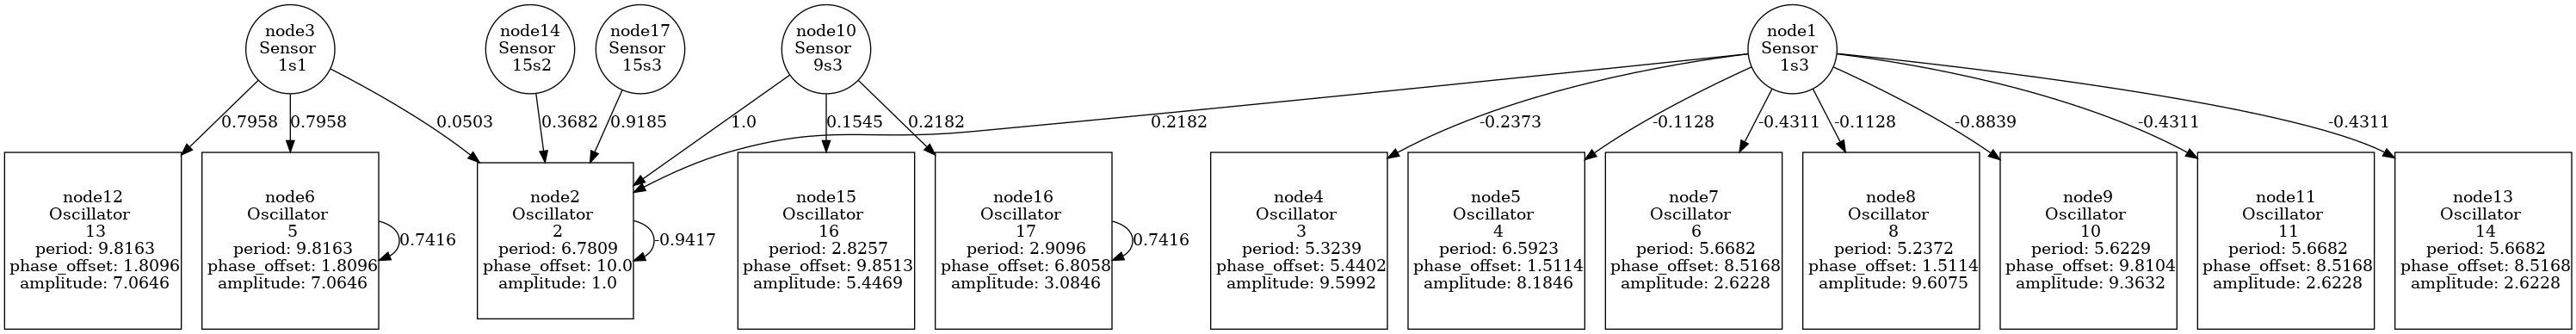 node3
Sensor
1s1
node14
Sensor
15s2
node17
Sensor
15s3
node10
Sensor
9s3
node1
Sensor
1s3
0.7958
0.7958
0.0503
0.3682
0.9185
1.0
0.1545
0.2182
0.2182
-0.2373
-0.1128
-0.4311
-0.1128
-0.8839
-0.4311
-0.4311
node12
Oscillator
13
period: 9.8163
phase_offset: 1.8096
amplitude: 7.0646
node6
Oscillator
5
period: 9.8163
phase_offset: 1.8096
amplitude: 7.0646
0.7416
node2
Oscillator
2
period: 6.7809
phase_offset: 10.0
amplitude: 1.0
-0.9417
node15
Oscillator
16
period: 2.8257
phase_offset: 9.8513
amplitude: 5.4469
node16
Oscillator
17
period: 2.9096
phase_offset: 6.8058
amplitude: 3.0846
0.7416
node4
Oscillator
3
period: 5.3239
phase_offset: 5.4402
amplitude: 9.5992
node5
Oscillator
4
period: 6.5923
phase_offset: 1.5114
amplitude: 8.1846
node7
Oscillator
6
period: 5.6682
phase_offset: 8.5168
amplitude: 2.6228
node8
Oscillator
8
period: 5.2372
phase_offset: 1.5114
amplitude: 9.6075
node9
Oscillator
10
period: 5.6229
phase_offset: 9.8104
amplitude: 9.3632
node11
Oscillator
11
period: 5.6682
phase_offset: 8.5168
amplitude: 2.6228
node13
Oscillator
14
period: 5.6682
phase_offset: 8.5168
amplitude: 2.6228